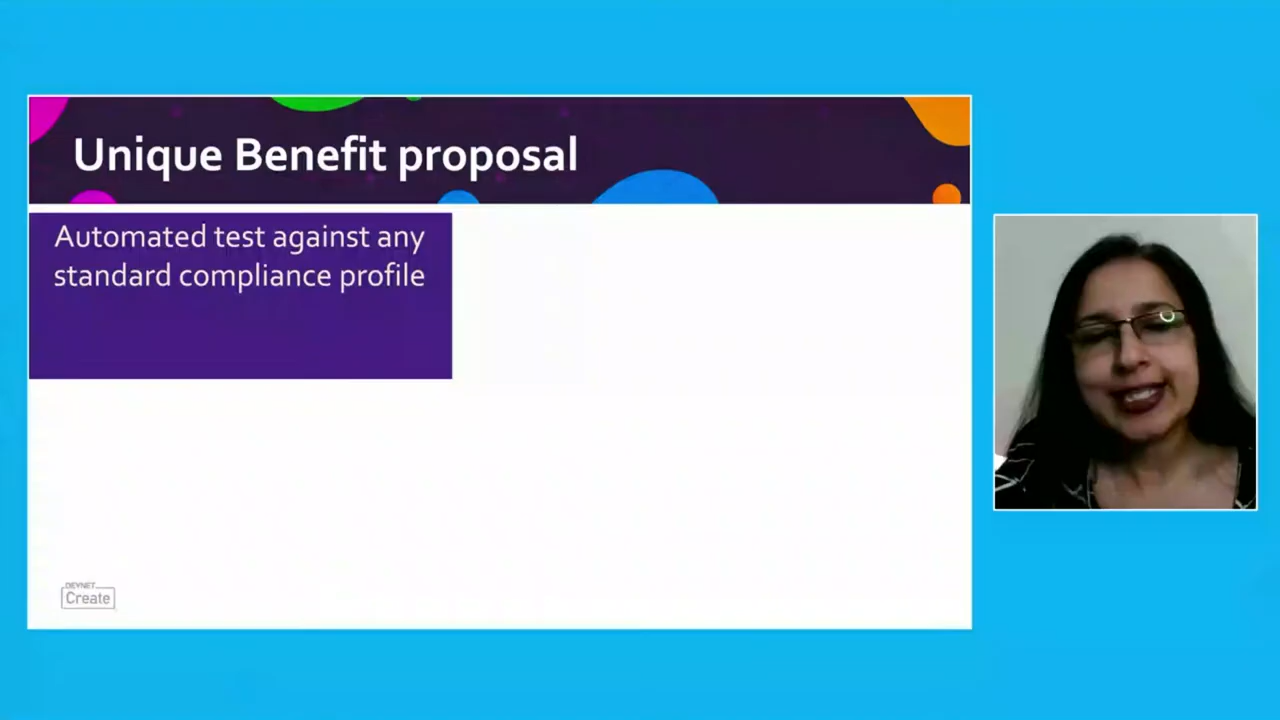 Unique Benefit proposal
Automated test against any
standard compliance profile
DEVNET
Create